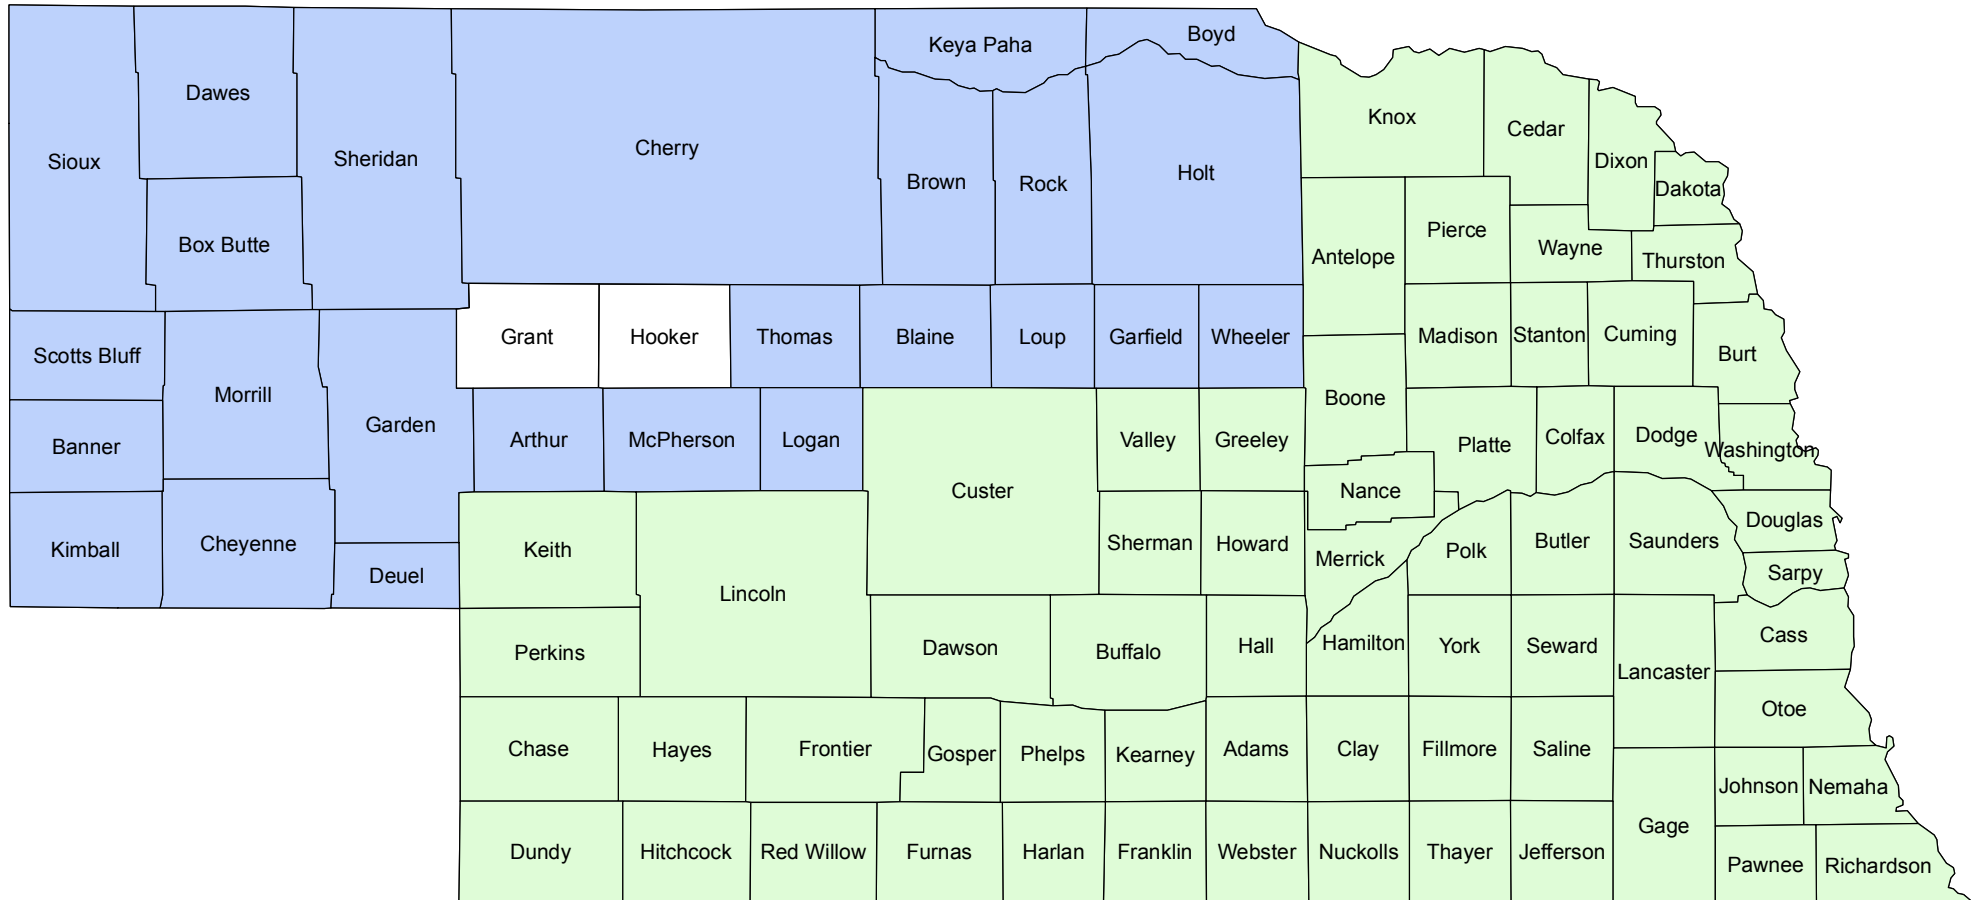 Keya Paha
Boyd
Dawes
Sioux
Sheridan
Cherry
Brown
Rock
Holt
Knox
Cedar
Dixon
Dakota
Box Butte
Antelope
Pierce
Wayne
Thurston
Scotts Bluff
Morrill
Garden
Grant
Hooker
Thomas
Blaine
Loup
Garfield
Wheeler
Boone
Madison
Stanton
Cuming
Burt
Banner
Arthur
McPherson
Logan
Custer
Valley
Greeley
Nance
Platte
Colfax
Dodge
Washington
Kimball
Cheyenne
Deuel
Keith
Lincoln
Sherman
Howard
Merrick
Polk
Butler
Saunders
Douglas
Sarpy
Perkins
Dawson
Buffalo
Hall
Hamilton
York
Seward
Lancaster
Cass
Otoe
Chase
Hayes
Frontier
Gosper
Phelps
Kearney
Adams
Clay
Fillmore
Saline
Johnson
Nemaha
Dundy
Hitchcock
Red Willow
Furnas
Harlan
Franklin
Webster
Nuckolls
Thayer
Jefferson
Gage
Pawnee
Richardson